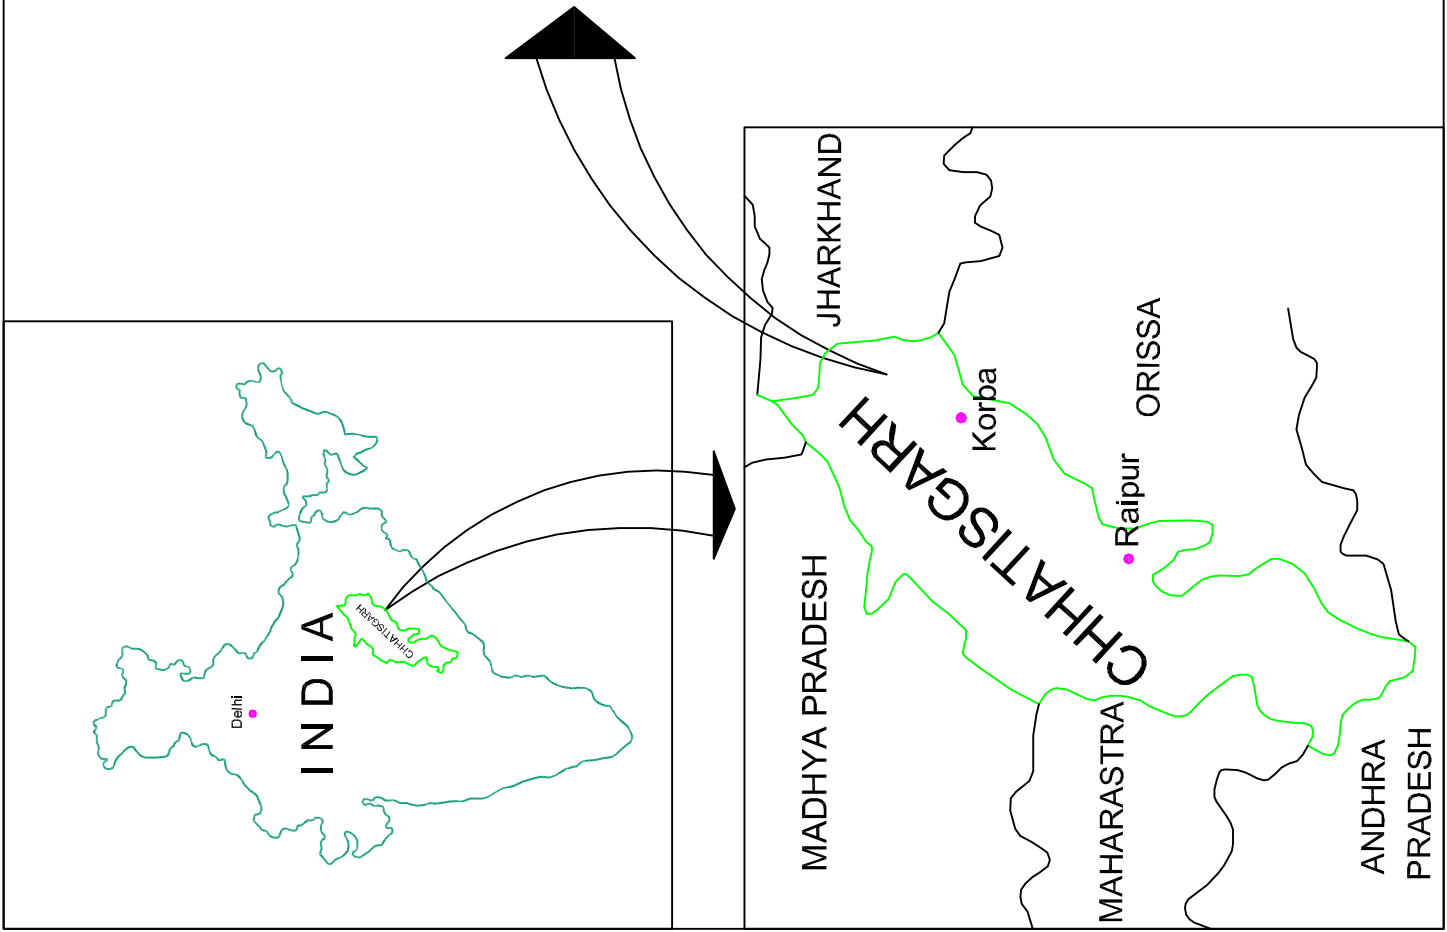 INDIA
Delhi
CHHATISGARH
JHARKHAND
MADHYA PRADESH
CHHATISGARH
Korba
Raipur
ORISSA
MAHARASTRA
ANDHRA
PRADESH